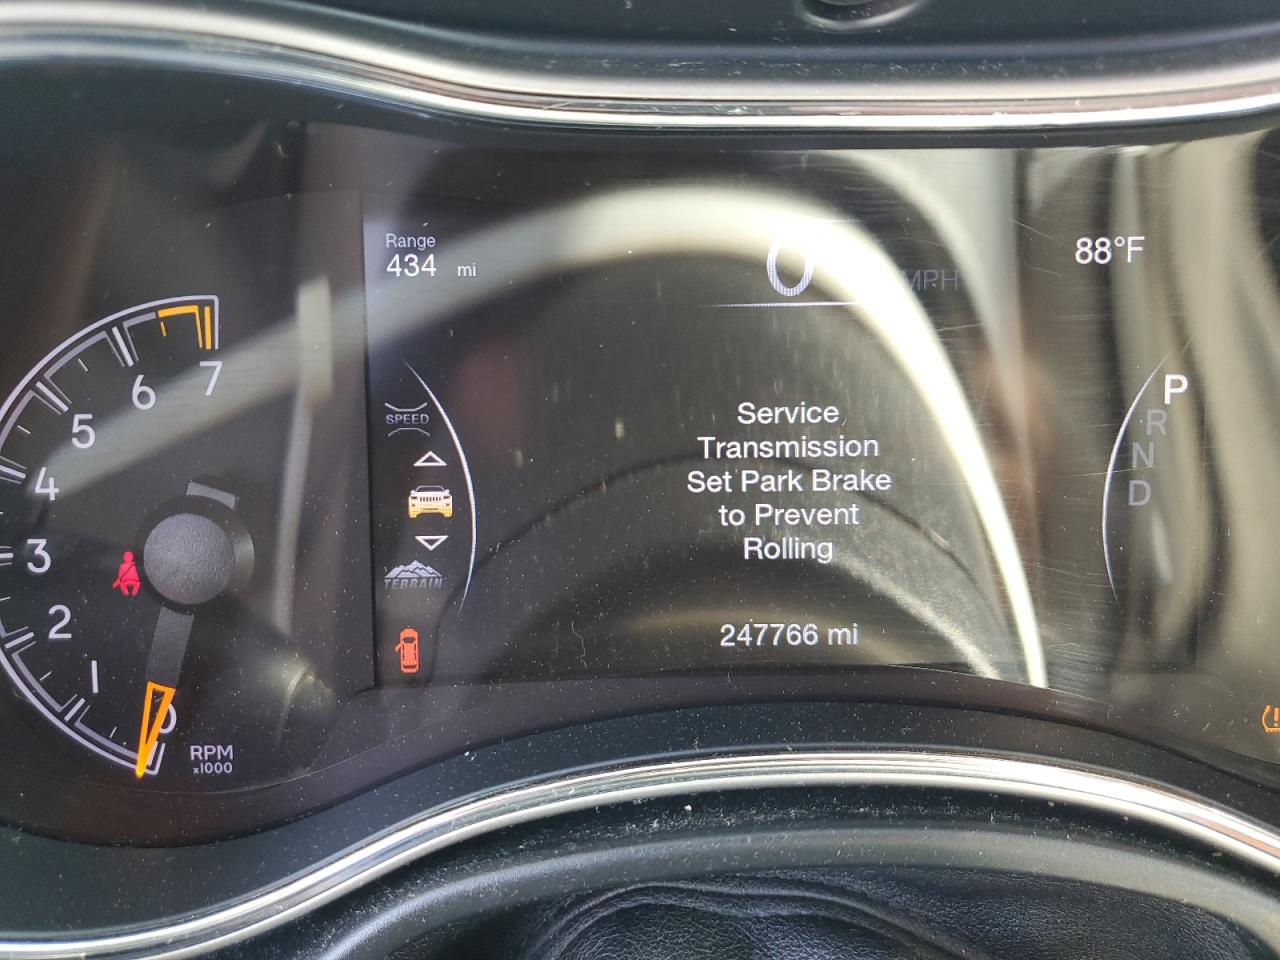 Range
434 mi
0 MPH
88°F
7
6
5
4
3
2
1
0
RPM
x1000
SPEED
TERRAIN
Service
Transmission
Set Park Brake
to Prevent
Rolling
247766 mi
P
R
N
D